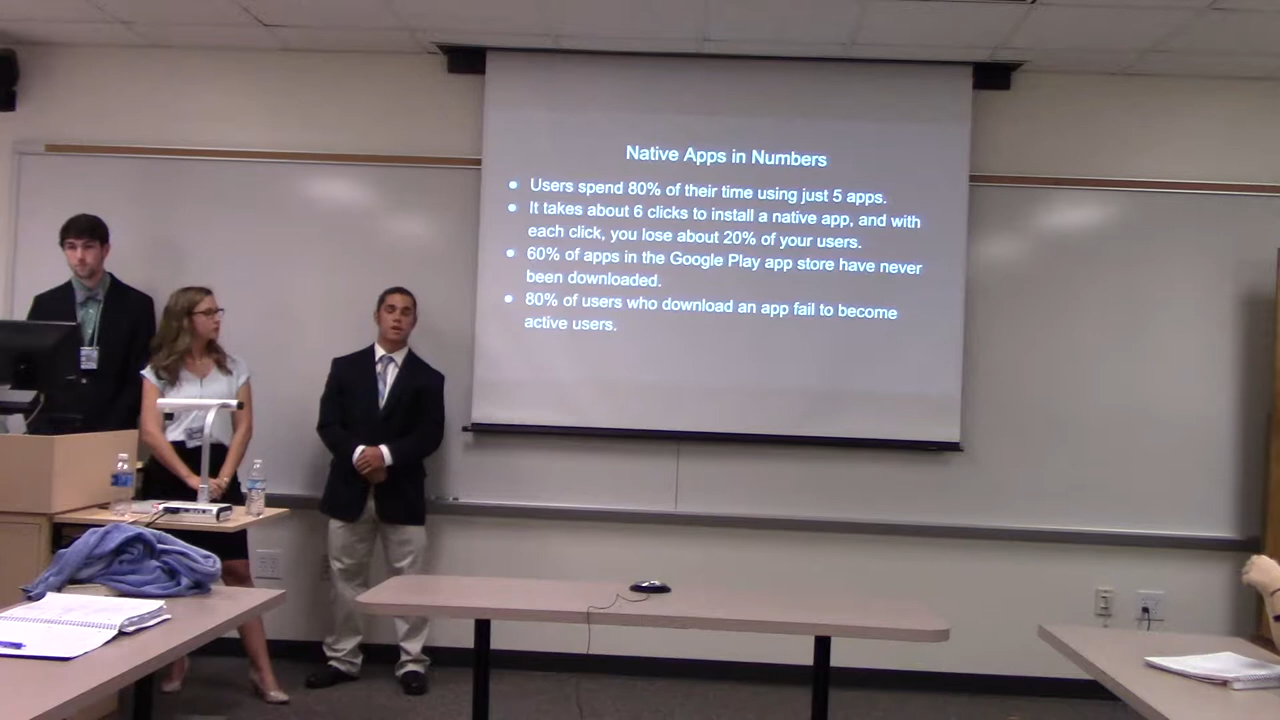 Native Apps in Numbers
● Users spend 80% of their time using just 5 apps.
● It takes about 6 clicks to install a native app, and with
each click, you lose about 20% of your users.
● 60% of apps in the Google Play app store have never
been downloaded.
● 80% of users who download an app fail to become
active users.